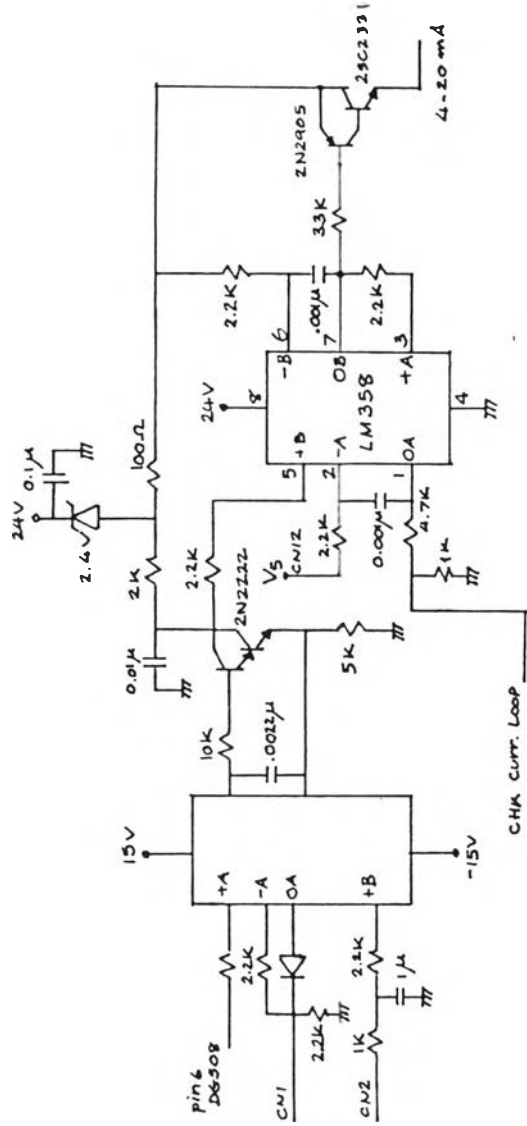 pin 6
DG508
CN1
CN2
2.2K
2.2K
1K
2.2K
1μ
15V
+A
-A
OA
+B
-15V
10K
.0022μ
0.01μ
2K
2N2222
5K
24V
0.1μ
2.4V
100Ω
2.2K
V5
CN12
2.2K
0.001μ
4.7K
1K
CHK Curr. LOOP
24V
8
5
+B
2
-A
1
OA
LM358
-B
6
OB
7
+A
3
4
2.2K
.001μ
2.2K
33K
2N2905
2SC2331
4-20 mA